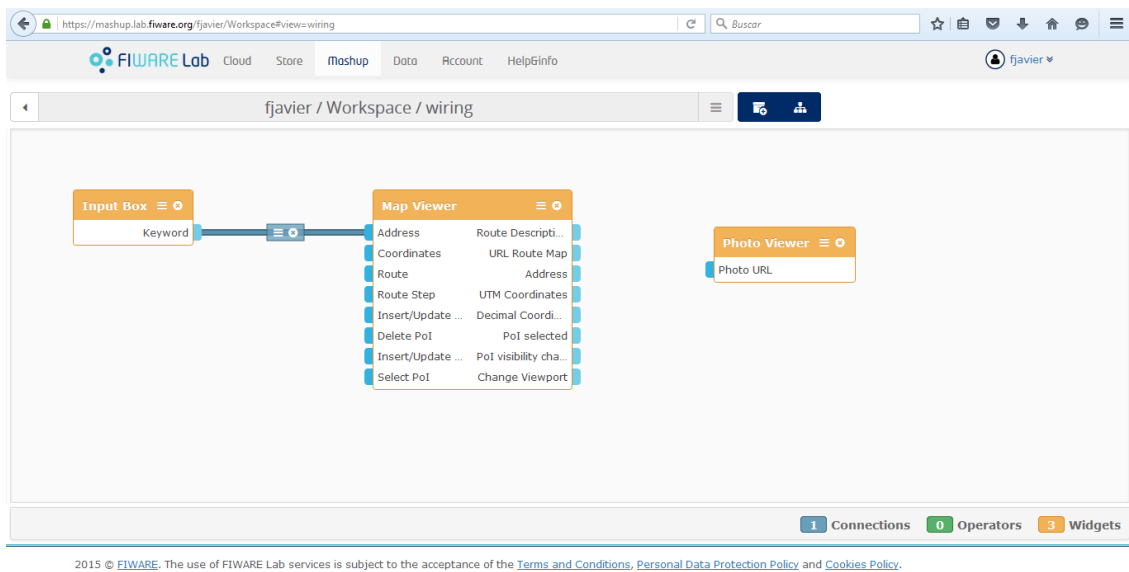 https://mashup.lab.fiware.org/fjavier/Workspace#view=wiring
Buscar
FIWARE Lab Cloud Store Mashup Data Account Help&info fjavier
fjavier / Workspace / wiring
Input Box
Keyword
Map Viewer
Address Route Descripti...
Coordinates URL Route Map
Route Address
Route Step UTM Coordinates
Insert/Update ... Decimal Coordi...
Delete PoI PoI selected
Insert/Update ... PoI visibility cha...
Select PoI Change Viewport
Photo Viewer
Photo URL
1 Connections 0 Operators 3 Widgets
2015 © FIWARE. The use of FIWARE Lab services is subject to the acceptance of the Terms and Conditions, Personal Data Protection Policy and Cookies Policy.